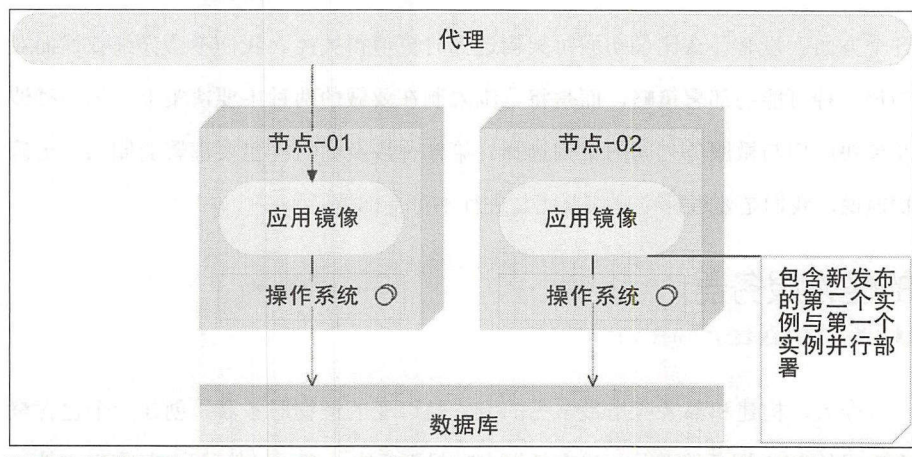 代理
节点-01
节点-02
应用镜像
应用镜像
操作系统
操作系统
包含新发布
的第二个实
例与第一个
实例并行部
署
数据库